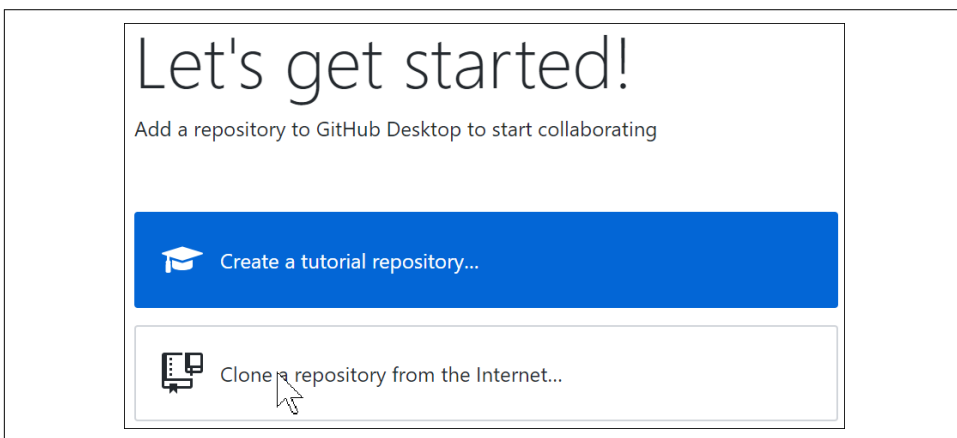 Let's get started!
Add a repository to GitHub Desktop to start collaborating
Create a tutorial repository...
Clone a repository from the Internet...